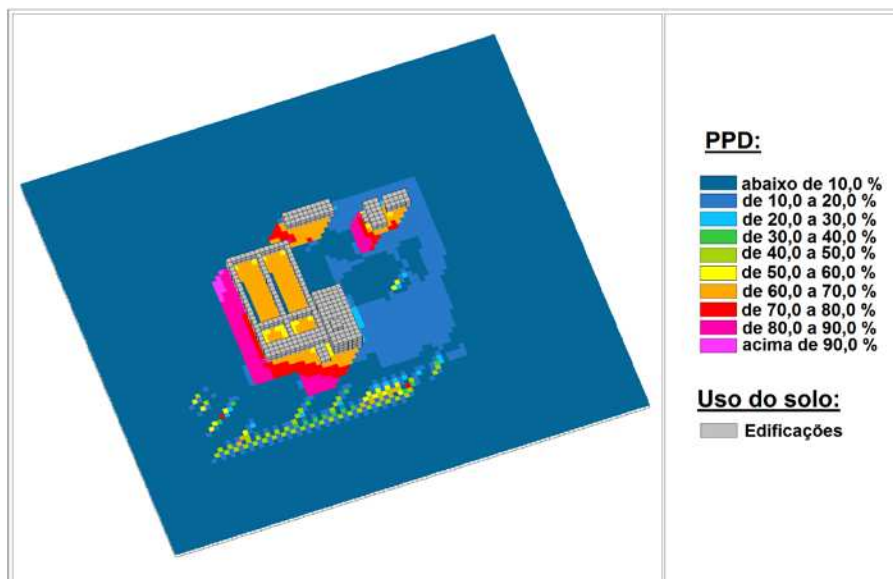 PPD:
abaixo de 10,0 %
de 10,0 a 20,0 %
de 20,0 a 30,0 %
de 30,0 a 40,0 %
de 40,0 a 50,0 %
de 50,0 a 60,0 %
de 60,0 a 70,0 %
de 70,0 a 80,0 %
de 80,0 a 90,0 %
acima de 90,0 %
Uso do solo:
Edificações